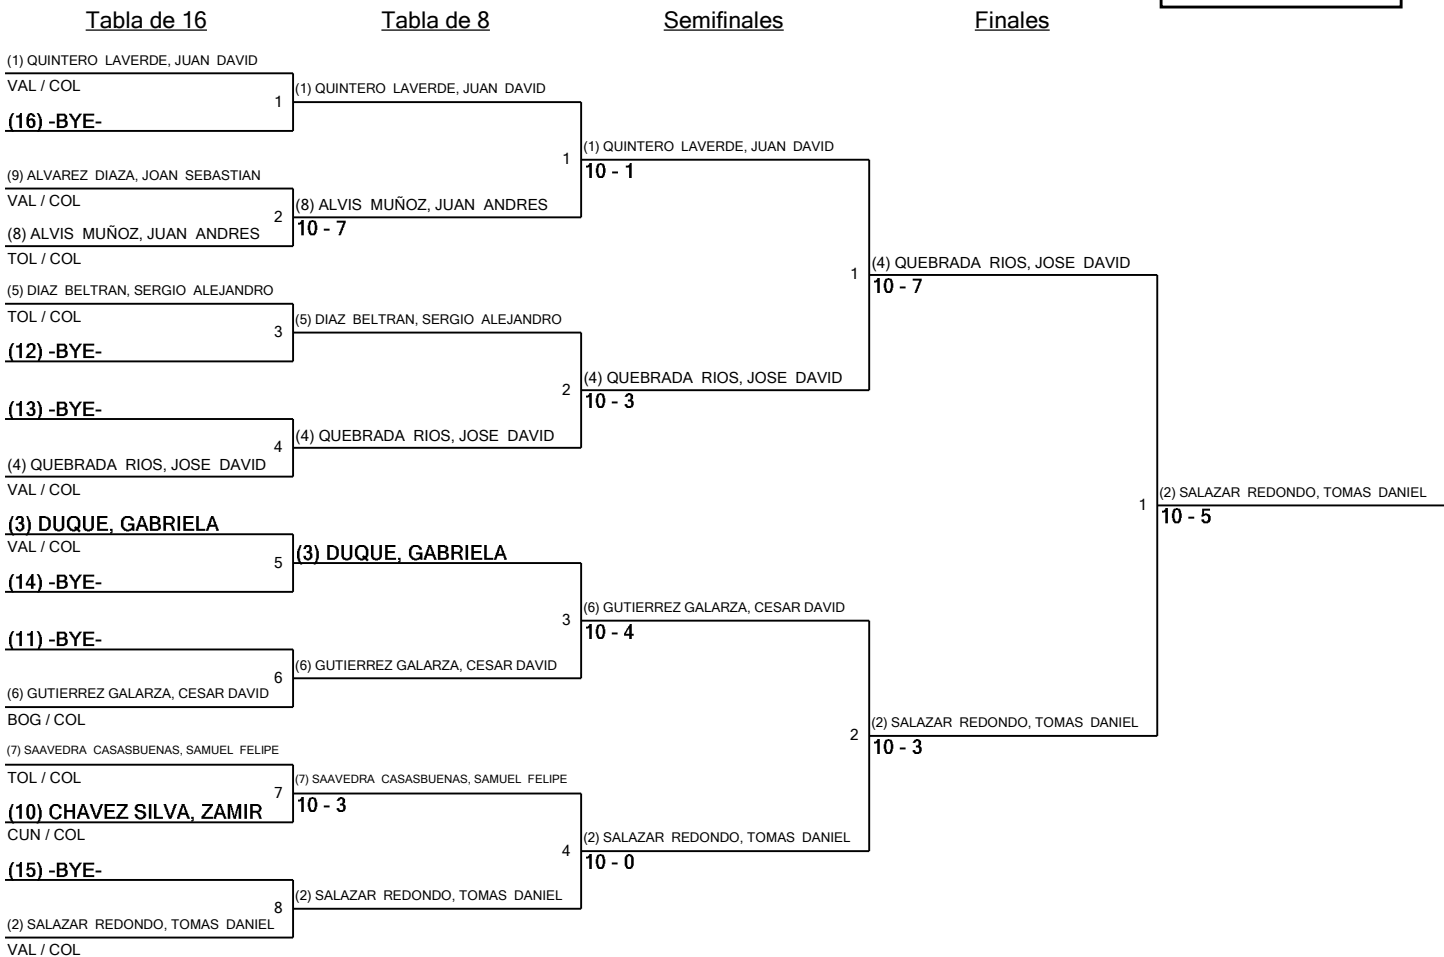 Tabla de 16
Tabla de 8
Semifinales
Finales
(1) QUINTERO LAVERDE, JUAN DAVID
VAL / COL
1
(16) -BYE-
(9) ALVAREZ DIAZA, JOAN SEBASTIAN
VAL / COL
2
(8) ALVIS MUÑOZ, JUAN ANDRES
TOL / COL
(5) DIAZ BELTRAN, SERGIO ALEJANDRO
TOL / COL
3
(12) -BYE-
(13) -BYE-
4
(4) QUEBRADA RIOS, JOSE DAVID
VAL / COL
(3) DUQUE, GABRIELA
VAL / COL
5
(14) -BYE-
(11) -BYE-
6
(6) GUTIERREZ GALARZA, CESAR DAVID
BOG / COL
(7) SAAVEDRA CASASBUENAS, SAMUEL FELIPE
TOL / COL
7
(10) CHAVEZ SILVA, ZAMIR
CUN / COL
(15) -BYE-
8
(2) SALAZAR REDONDO, TOMAS DANIEL
VAL / COL
(1) QUINTERO LAVERDE, JUAN DAVID
1
(8) ALVIS MUÑOZ, JUAN ANDRES
10 - 7
(5) DIAZ BELTRAN, SERGIO ALEJANDRO
2
(4) QUEBRADA RIOS, JOSE DAVID
(3) DUQUE, GABRIELA
3
(6) GUTIERREZ GALARZA, CESAR DAVID
(7) SAAVEDRA CASASBUENAS, SAMUEL FELIPE
10 - 3
4
(2) SALAZAR REDONDO, TOMAS DANIEL
(1) QUINTERO LAVERDE, JUAN DAVID
10 - 1
1
(4) QUEBRADA RIOS, JOSE DAVID
10 - 3
(6) GUTIERREZ GALARZA, CESAR DAVID
10 - 4
2
(2) SALAZAR REDONDO, TOMAS DANIEL
10 - 0
(4) QUEBRADA RIOS, JOSE DAVID
10 - 7
1
(2) SALAZAR REDONDO, TOMAS DANIEL
10 - 3
(2) SALAZAR REDONDO, TOMAS DANIEL
10 - 5